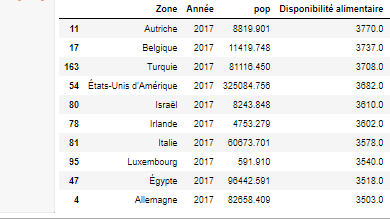 Zone Année pop Disponibilité alimentaire
11 Autriche 2017 8819.901 3770.0
17 Belgique 2017 11419.748 3737.0
163 Turquie 2017 81116.450 3708.0
54 États-Unis d'Amérique 2017 325084.756 3682.0
80 Israël 2017 8243.848 3610.0
78 Irlande 2017 4753.279 3602.0
81 Italie 2017 60673.701 3578.0
95 Luxembourg 2017 591.910 3540.0
47 Égypte 2017 96442.591 3518.0
4 Allemagne 2017 82658.409 3503.0